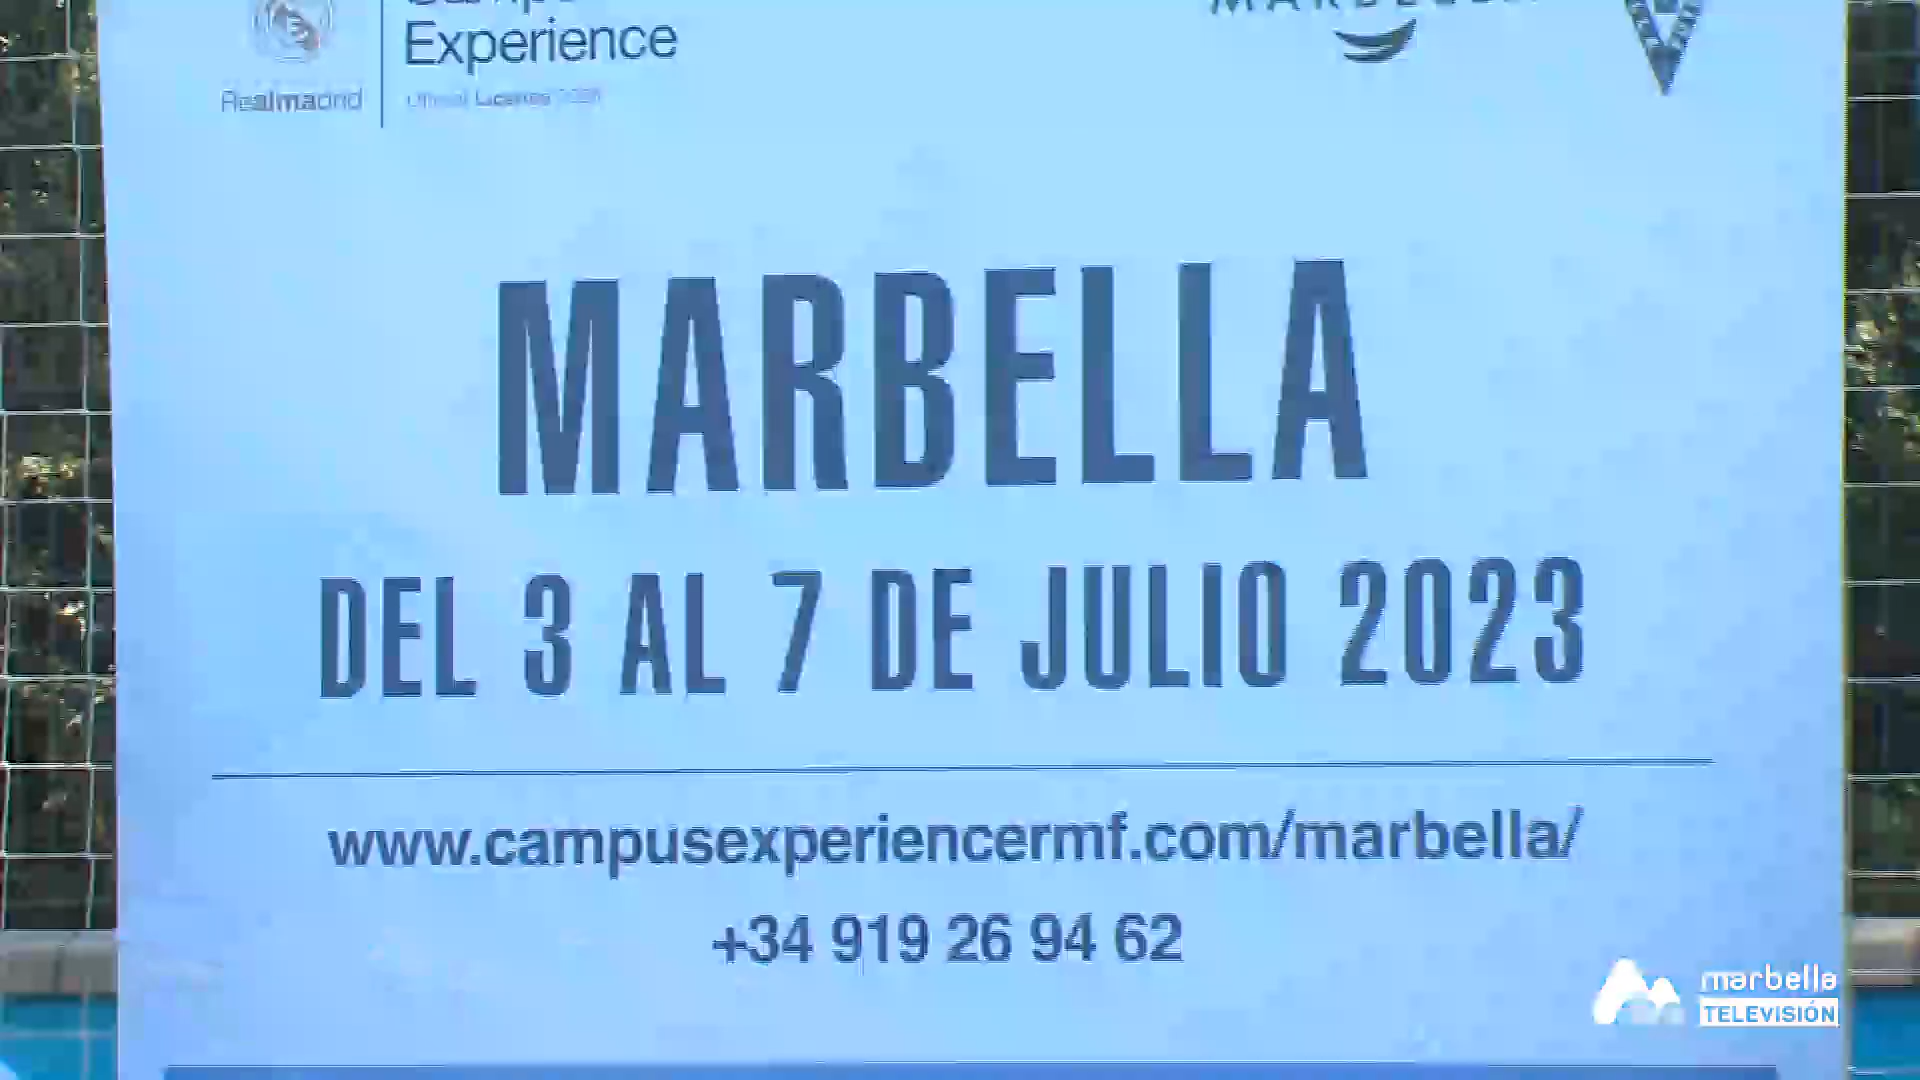 Experience
Realmadrid
MARBELLA
DEL 3 AL 7 DE JULIO 2023
www.campusexperiencermf.com/marbella/
+34 919 26 94 62
marbella
TELEVISIÓN